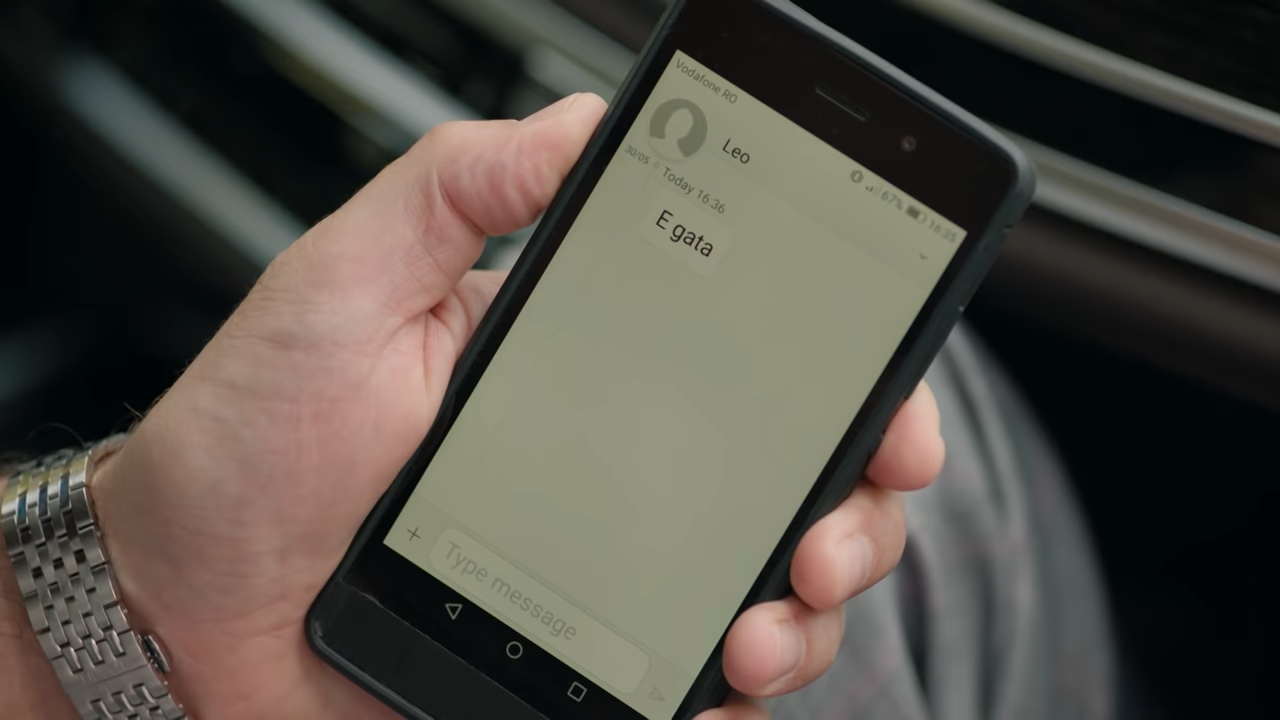 Vodafone RO
67% 16:35
Leo
30/05
Today 16:36
E gata
Type message